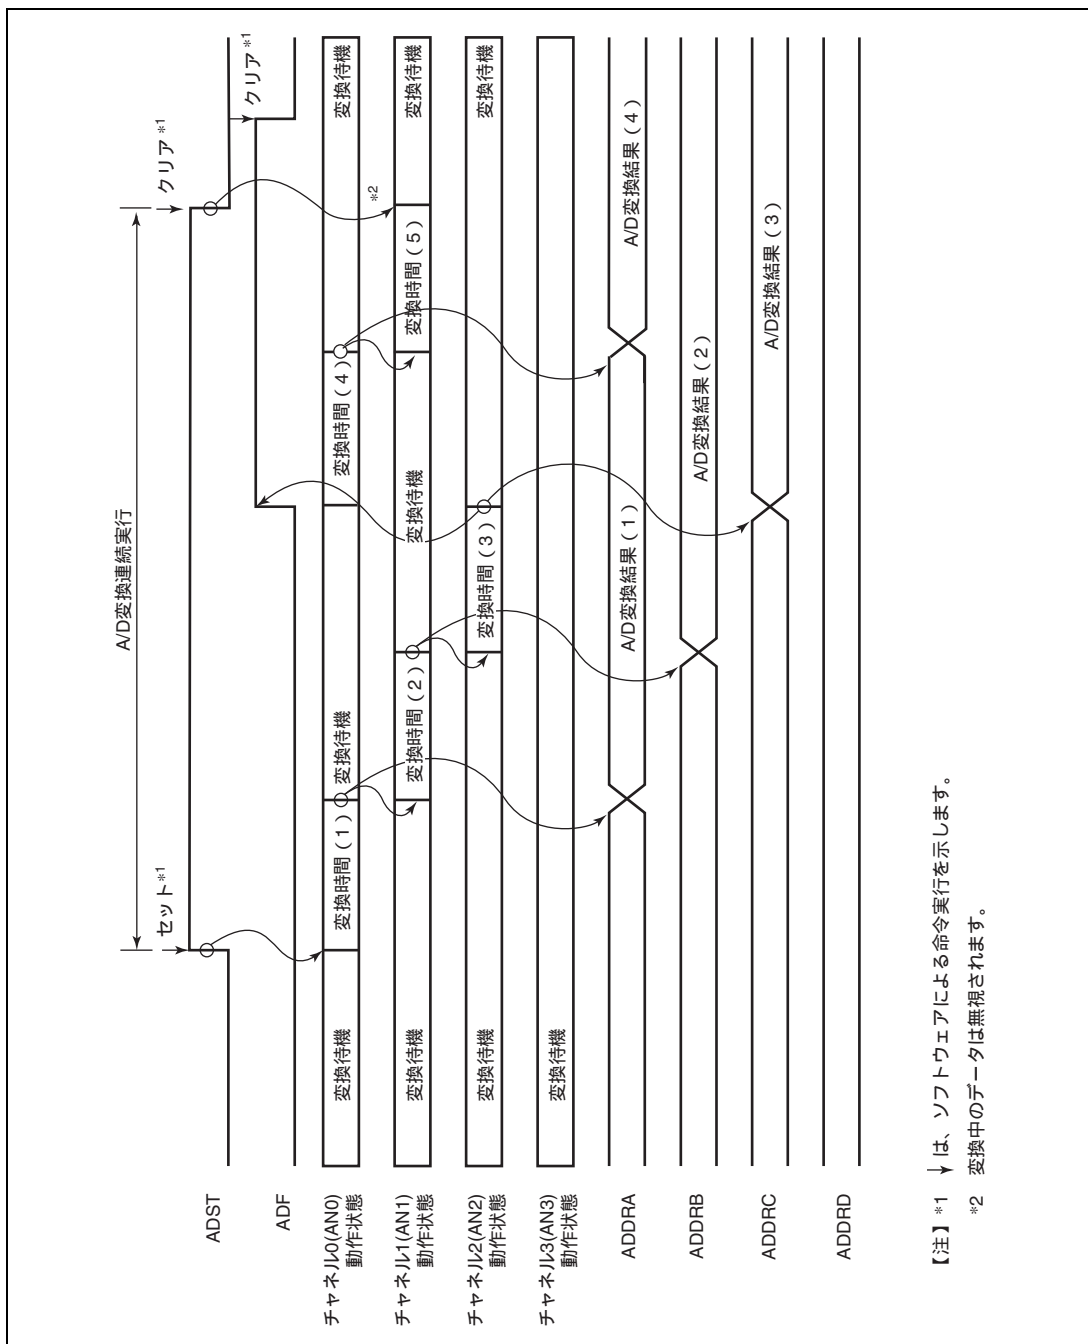 A/D変換連続実行
セット*1
クリア*1
クリア*1
ADST
ADF
チャネル0(AN0)
動作状態
変換待機
変換時間(1)
変換待機
変換時間(4)
変換待機
チャネル1(AN1)
動作状態
変換待機
変換時間(2)
変換待機
変換時間(5)
*2
変換待機
チャネル2(AN2)
動作状態
変換待機
変換時間(3)
変換待機
チャネル3(AN3)
動作状態
変換待機
ADDRA
A/D変換結果(1)
A/D変換結果(4)
ADDRB
A/D変換結果(2)
ADDRC
A/D変換結果(3)
ADDRD
【注】*1 ↓は、ソフトウェアによる命令実行を示します。
*2 変換中のデータは無視されます。